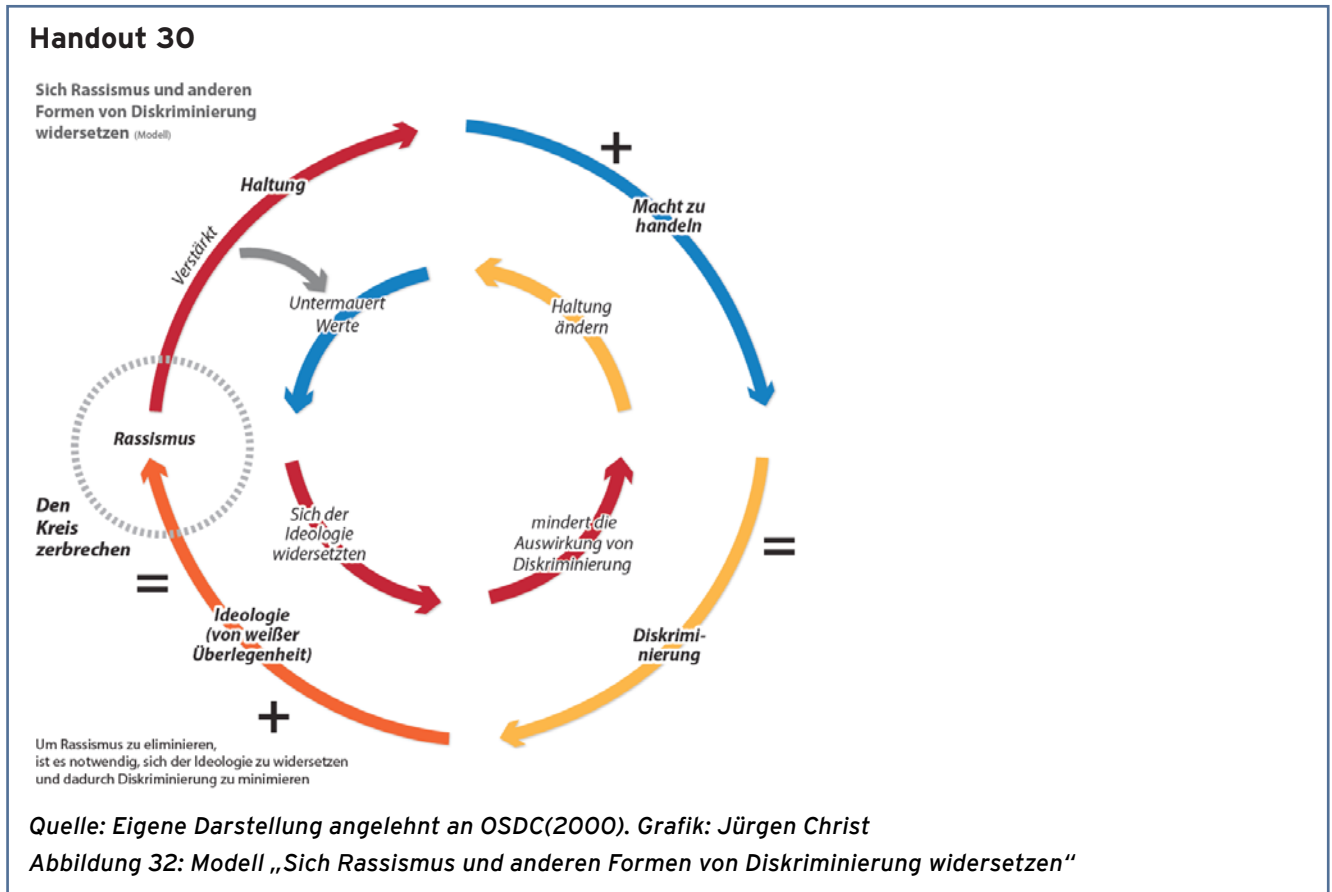 Handout 30
Sich Rassismus und anderen
Formen von Diskriminierung
widersetzen (Modell)
+
Haltung
Macht zu
handeln
Verstärkt
Untermauert
Werte
Haltung
ändern
Rassismus
Den
Kreis
zerbrechen
Sich der
Ideologie
widersetzten
mindert die
Auswirkung von
Diskriminierung
=
=
Ideologie
(von weißer
Überlegenheit)
Diskrimi-
nierung
+
Um Rassismus zu eliminieren,
ist es notwendig, sich der Ideologie zu widersetzen
und dadurch Diskriminierung zu minimieren
Quelle: Eigene Darstellung angelehnt an OSDC(2000). Grafik: Jürgen Christ
Abbildung 32: Modell „Sich Rassismus und anderen Formen von Diskriminierung widersetzen“